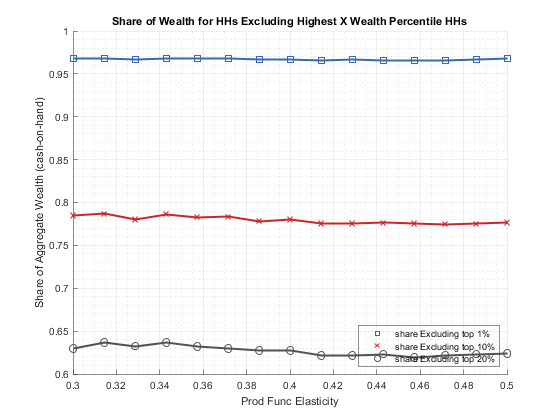 Share of Wealth for HHs Excluding Highest X Wealth Percentile HHs
1
0.95
0.9
0.85
0.8
0.75
0.7
0.65
0.6
Share of Aggregate Wealth (cash-on-hand)
share Excluding top 1%
share Excluding top 10%
share Excluding top 20%
0.3 0.32 0.34 0.36 0.38 0.4 0.42 0.44 0.46 0.48 0.5
Prod Func Elasticity